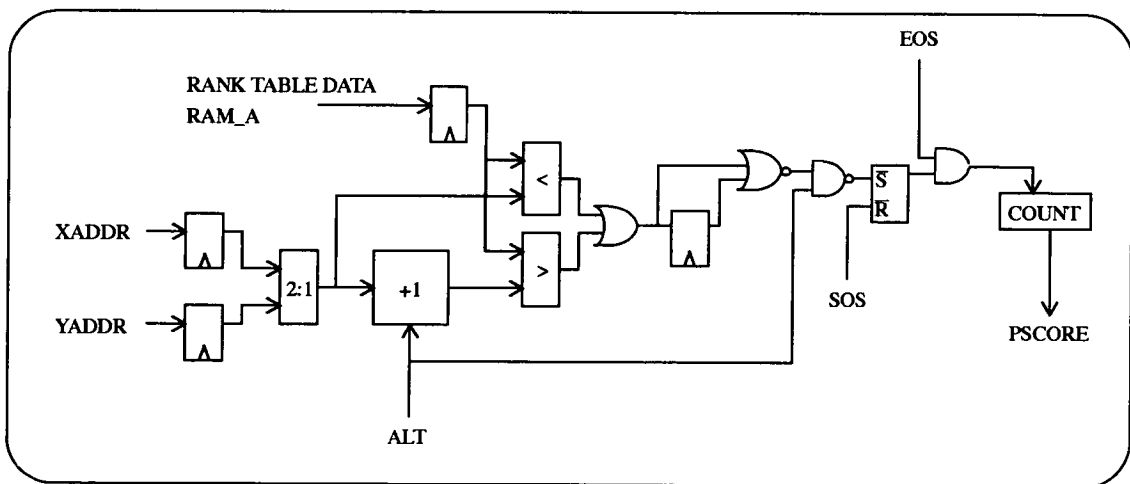 EOS
RANK TABLE DATA
RAM_A
<
S
R
COUNT
XADDR
2:1
+1
>
SOS
YADDR
PSCORE
ALT